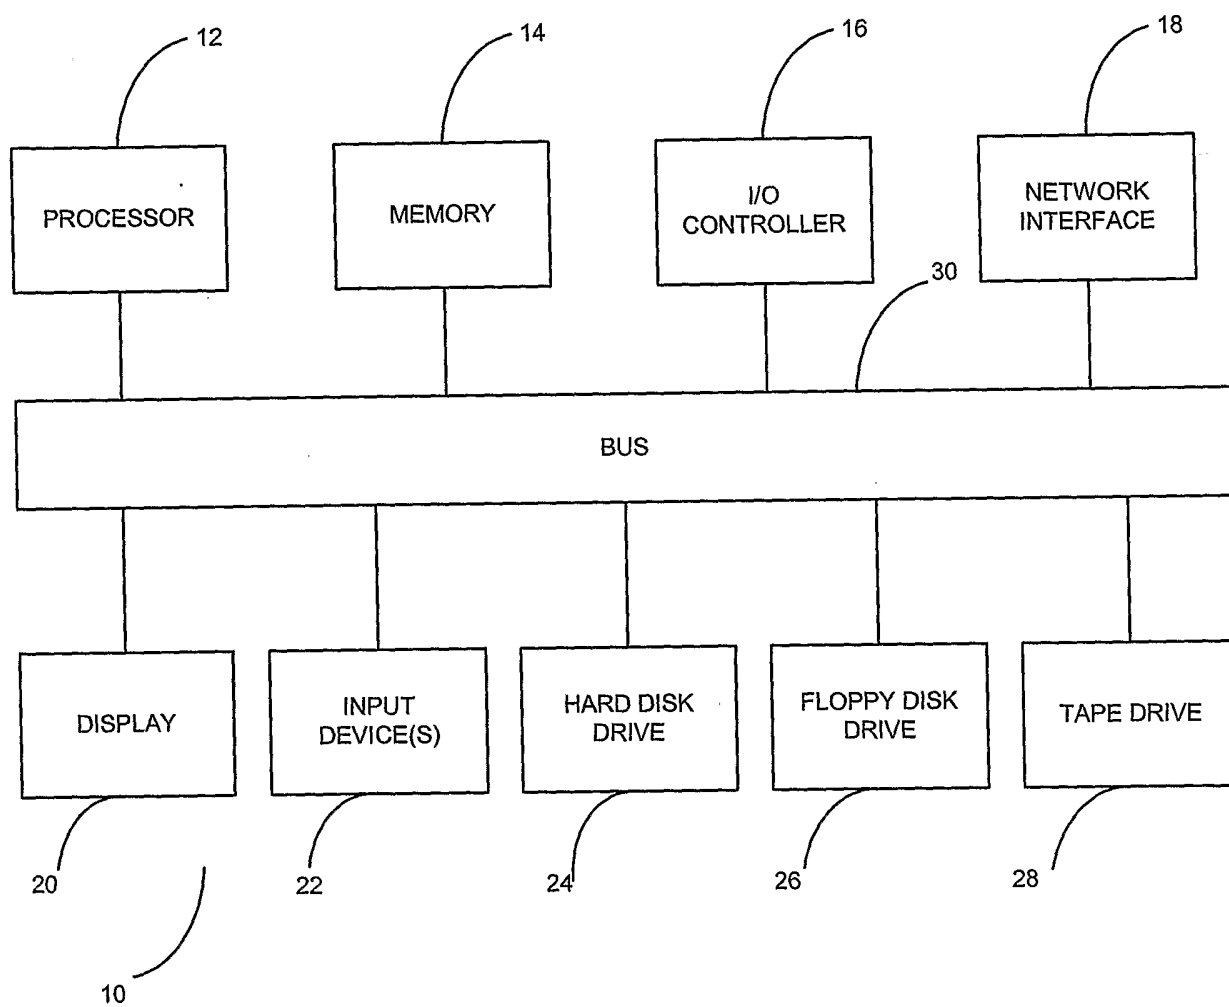 12
14
16
18
PROCESSOR
MEMORY
I/O
CONTROLLER
NETWORK
INTERFACE
30
BUS
DISPLAY
INPUT
DEVICE(S)
HARD DISK
DRIVE
FLOPPY DISK
DRIVE
TAPE DRIVE
20
22
24
26
28
10